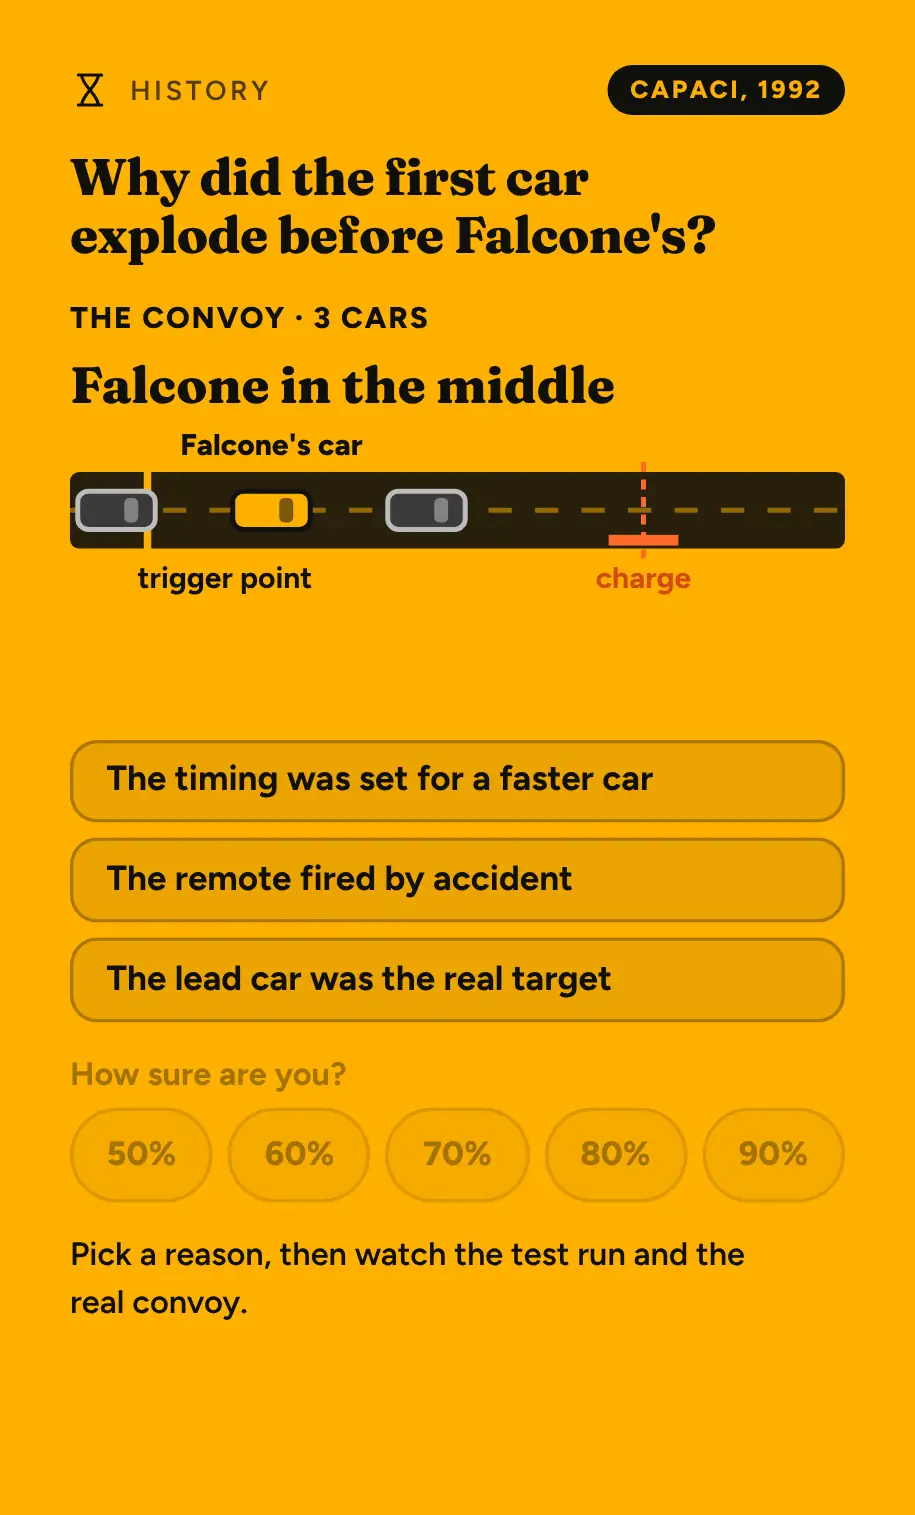 HISTORY
CAPACI, 1992
Why did the first car
explode before Falcone's?
THE CONVOY · 3 CARS
Falcone in the middle
Falcone's car
trigger point
charge
The timing was set for a faster car
The remote fired by accident
The lead car was the real target
How sure are you?
50% 60% 70% 80% 90%
Pick a reason, then watch the test run and the
real convoy.